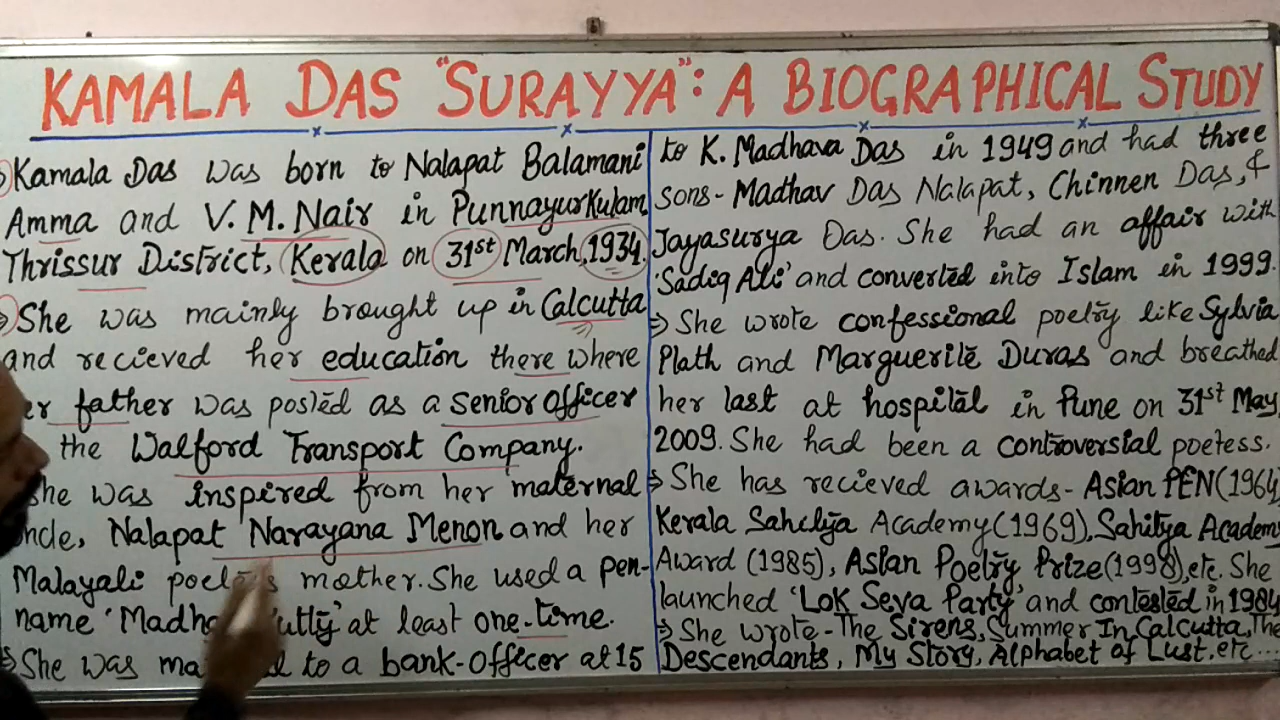 KAMALA DAS "SURAYYA": A BIOGRAPHICAL STUDY
Kamala Das was born to Nalapat Balamani
Amma and V. M. Nair in Punnayurkulam
Thrissur District, Kerala on 31st March, 1934.
⇒ She was mainly brought up in Calcutta
and recieved her education there where
father was posted as a senior officer
the Walford Transport Company.
She was inspired from her maternal
Nalapat Narayana Menon and her
Malayali mother. She used a pen-
name at least one-time.
⇒ She was to a bank-officer at 15
to K. Madhava Das in 1949 and had three
sons - Madhav Das Nalapat, Chinnen Das, &
Jayasurya Das. She had an affair with
'Sadiq Ali' and converted into Islam in 1999.
⇒ She wrote confessional poetry like Sylvia
Plath and Marguerite Duras and breathed
her last at hospital in Pune on 31st May
2009. She had been a controversial poetess.
⇒ She has recieved awards - Asian PEN (1964)
Kerala Sahitya Academy (1969), Sahitya Academi
Award (1985), Asian Poetry Prize (1998), etc. She
launched 'Lok Seva Party' and contested in 1984
⇒ She wrote - The Sirens, Summer In Calcutta, The
Descendants, My Story, Alphabet of Lust, etc...